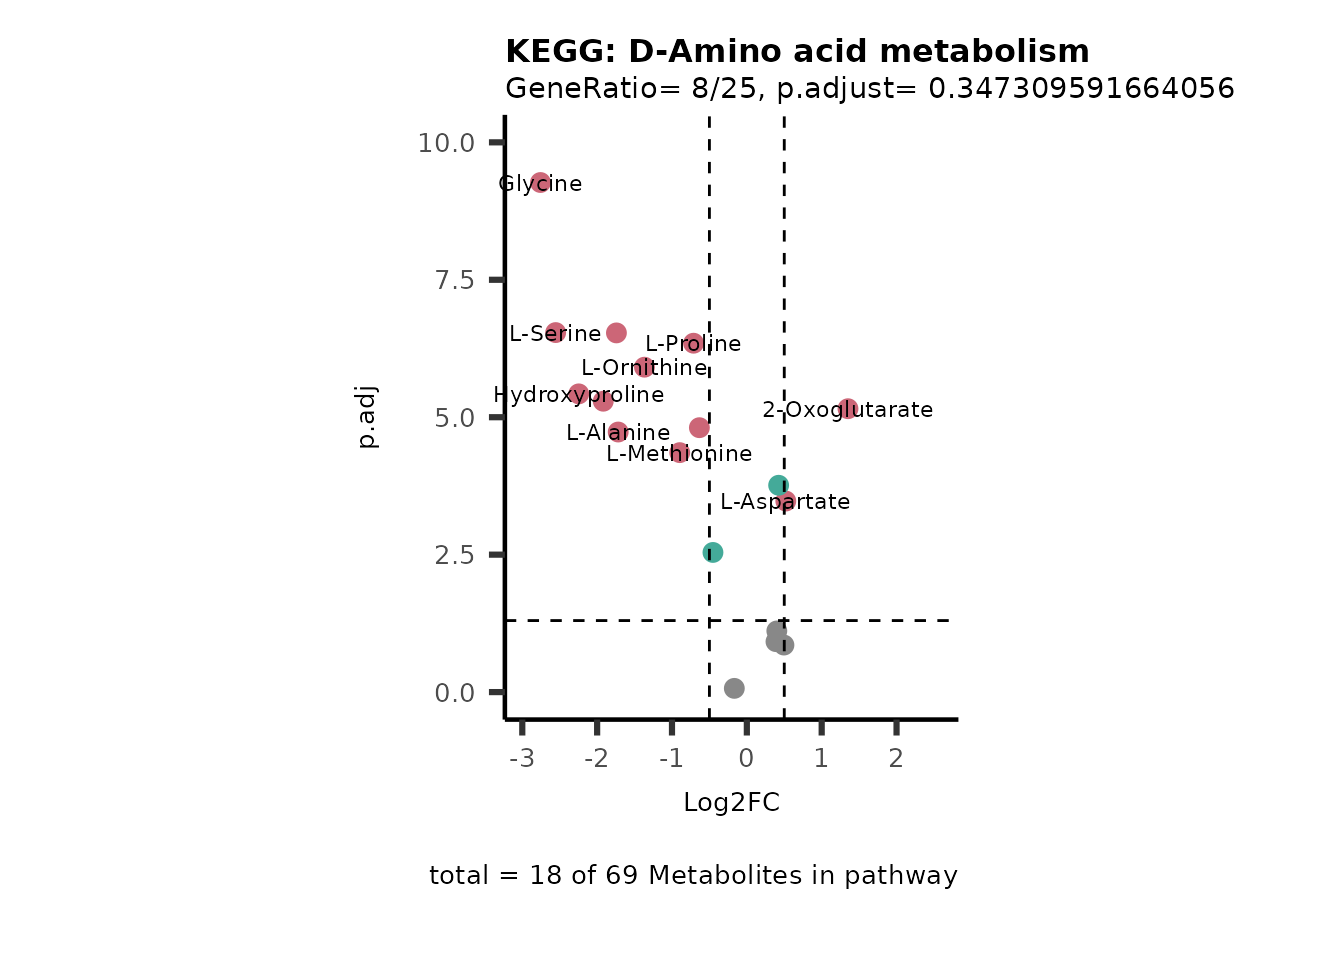 KEGG: D-Amino acid metabolism
GeneRatio= 8/25, p.adjust= 0.347309591664056
10.0
7.5
5.0
2.5
0.0
p.adj
Glycine
L-Serine
L-Proline
L-Ornithine
Hydroxyproline
2-Oxoglutarate
L-Alanine
L-Methionine
L-Aspartate
-3
-2
-1
0
1
2
Log2FC
total = 18 of 69 Metabolites in pathway